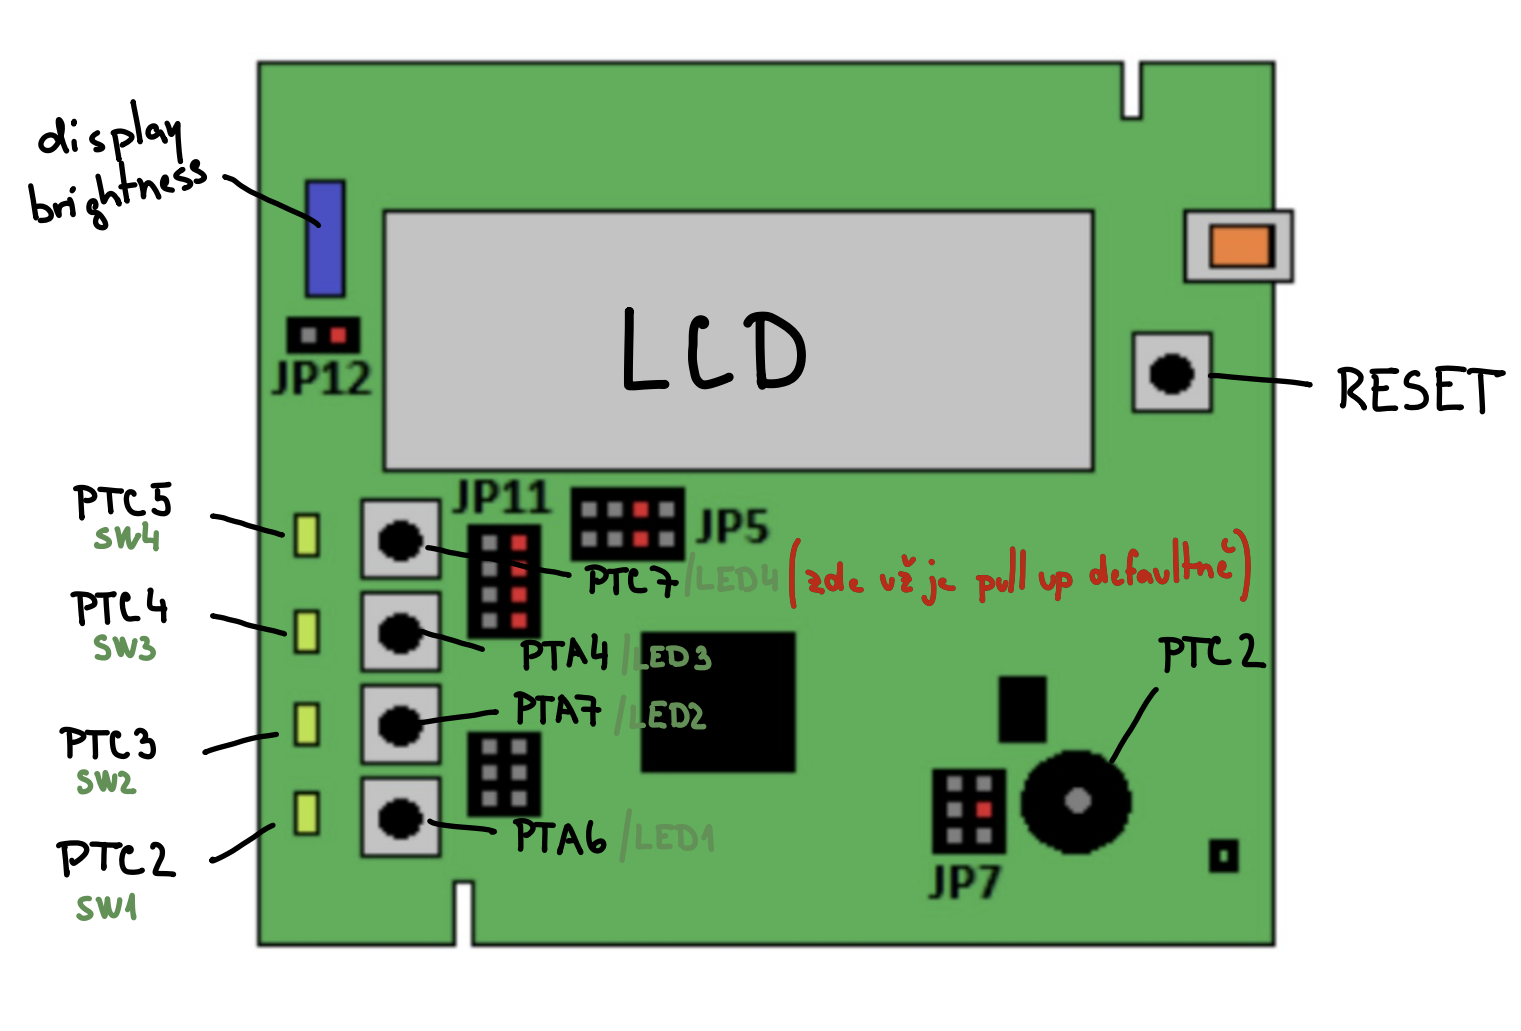 display
brightness
LCD
JP12
RESET
JP11
PTC5
SW4
JP5
PTC7/LED4 (zde už je pull up defaultně)
PTC4
SW3
PTA4/LED3
PTC2
PTA7/LED2
PTC3
SW2
PTA6/LED1
PTC2
SW1
JP7